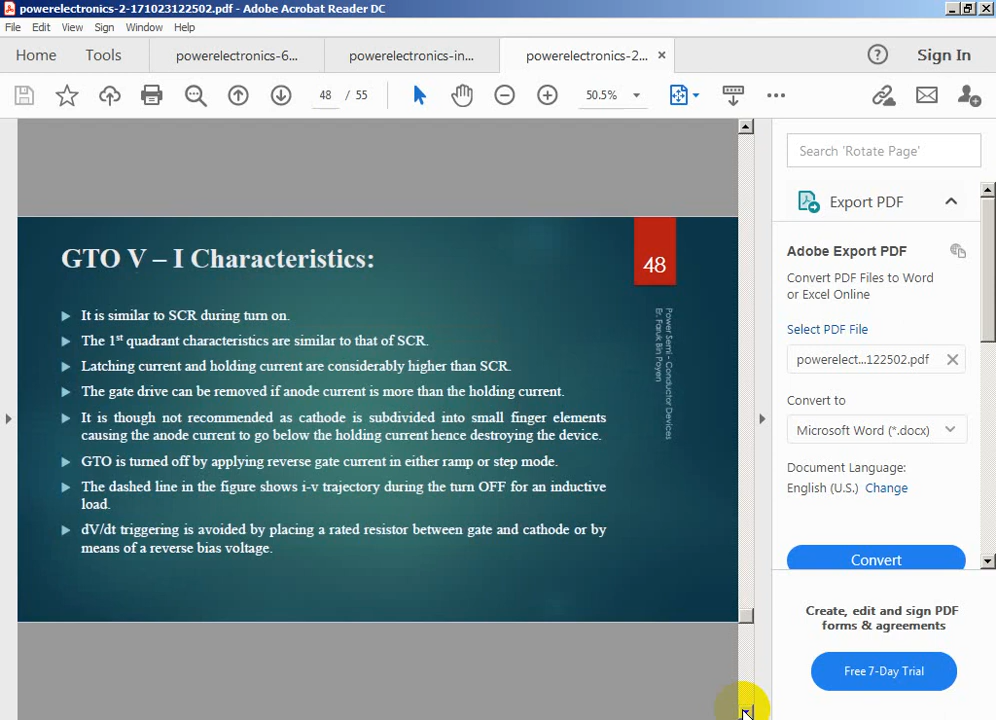 powerelectronics-2-171023122502.pdf - Adobe Acrobat Reader DC
File Edit View Sign Window Help
Home Tools powerelectronics-6... powerelectronics-in... powerelectronics-2... Sign In
48 / 55 50.5%
Search 'Rotate Page'
Export PDF
Adobe Export PDF
Convert PDF Files to Word
or Excel Online
Select PDF File
powerelect...122502.pdf
Convert to
Microsoft Word (*.docx)
Document Language:
English (U.S.) Change
Convert
Create, edit and sign PDF
forms & agreements
Free 7-Day Trial
GTO V – I Characteristics:
48
It is similar to SCR during turn on.
The 1st quadrant characteristics are similar to that of SCR.
Latching current and holding current are considerably higher than SCR.
The gate drive can be removed if anode current is more than the holding current.
It is though not recommended as cathode is subdivided into small finger elements
causing the anode current to go below the holding current hence destroying the device.
GTO is turned off by applying reverse gate current in either ramp or step mode.
The dashed line in the figure shows i-v trajectory during the turn OFF for an inductive
load.
dV/dt triggering is avoided by placing a rated resistor between gate and cathode or by
means of a reverse bias voltage.
Power Semi - Conductor Devices
Er. Faruk Bin Poyen